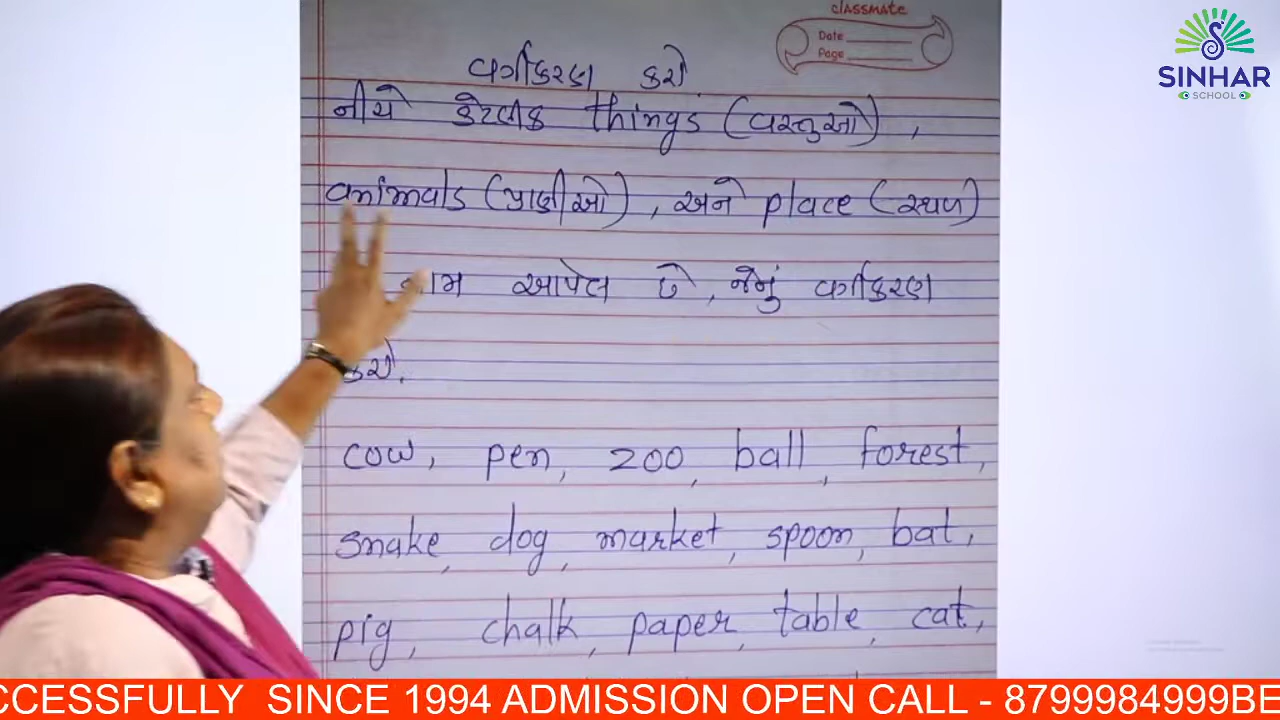 CLASSMATE
Date
Page
SINHAR
SCHOOL
વર્ગીકરણ કરો.
નીચે કેટલીક things (વસ્તુઓ),
animals (પ્રાણીઓ), અને place (સ્થળ)
નામ આપેલ છે, જેનું વર્ગીકરણ
કરો.
cow, pen, zoo, ball, forest,
snake, dog, market, spoon, bat,
pig, chalk, paper, table, cat,
CCESSFULLY SINCE 1994 ADMISSION OPEN CALL - 8799984999BE